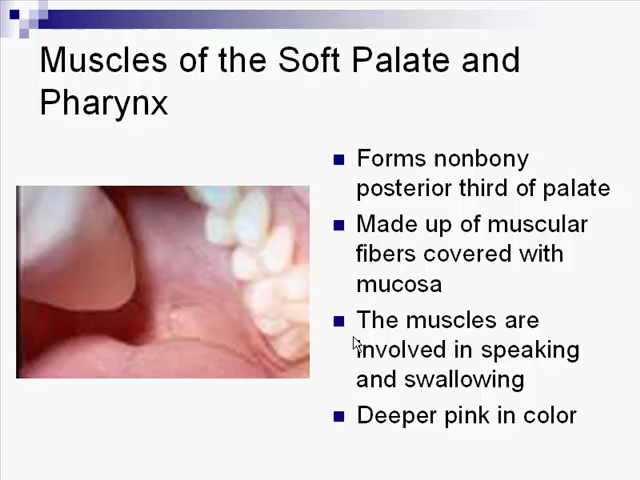 Muscles of the Soft Palate and
Pharynx
Forms nonbony
posterior third of palate
Made up of muscular
fibers covered with
mucosa
The muscles are
involved in speaking
and swallowing
Deeper pink in color